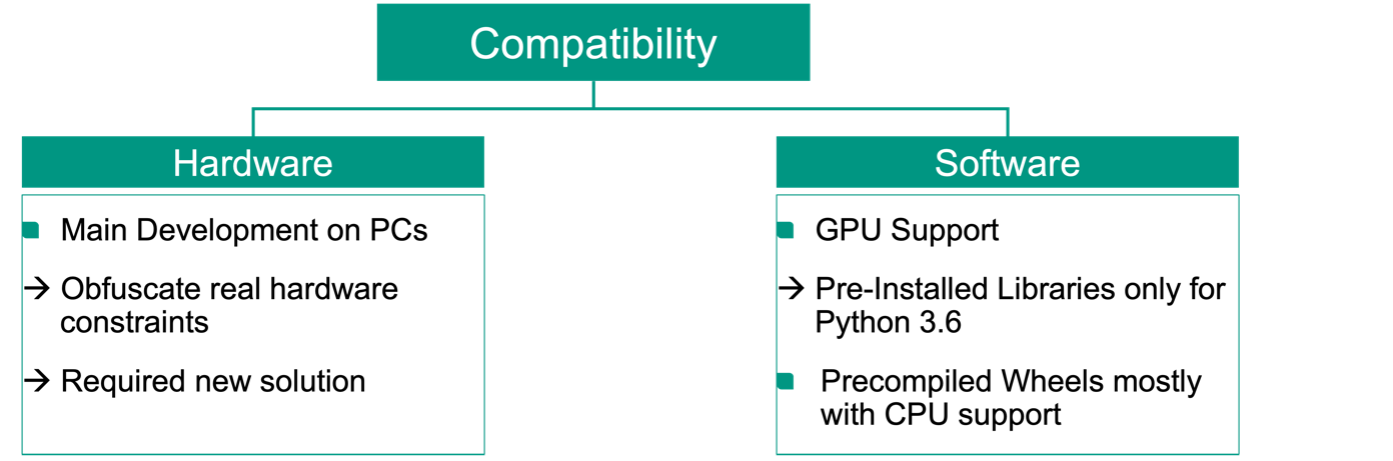 Compatibility
Hardware
Main Development on PCs
→ Obfuscate real hardware
constraints
→ Required new solution
Software
GPU Support
→ Pre-Installed Libraries only for
Python 3.6
Precompiled Wheels mostly
with CPU support